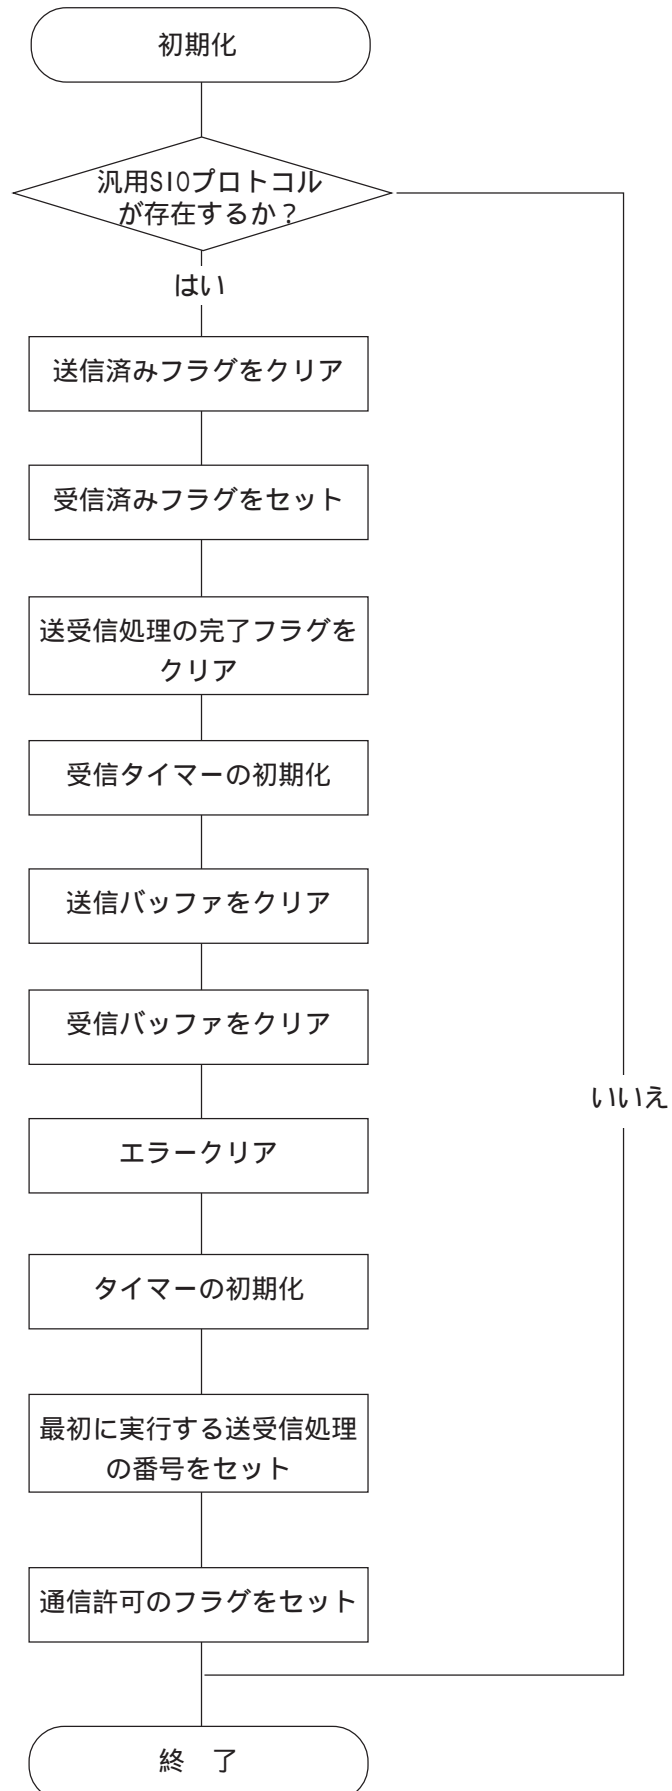 初期化
汎用SIOプロトコル
が存在するか？
はい
送信済みフラグをクリア
受信済みフラグをセット
送受信処理の完了フラグを
クリア
受信タイマーの初期化
送信バッファをクリア
受信バッファをクリア
いいえ
エラークリア
タイマーの初期化
最初に実行する送受信処理
の番号をセット
通信許可のフラグをセット
終　了